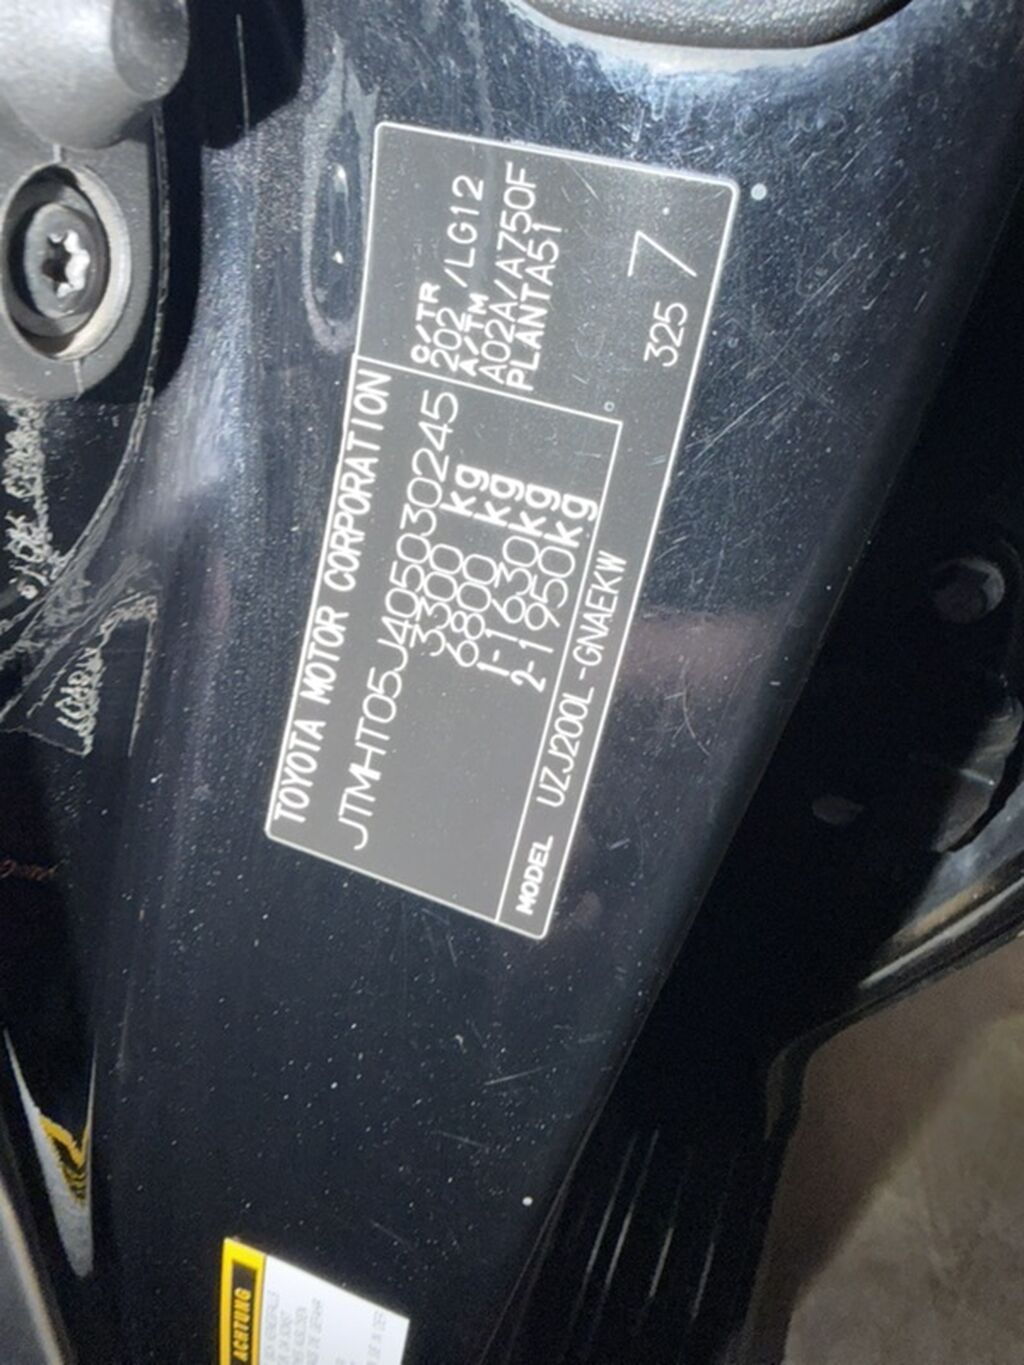 TOYOTA MOTOR CORPORATION
JTMHT05J405030245
3300 kg
6800 kg
1-1630kg
2-1950kg
C/TR
202/LG12
A/TM
A02A/A750F
PLANTA51
MODEL UZJ200L-GNAEKW
325 7
ACHTUNG